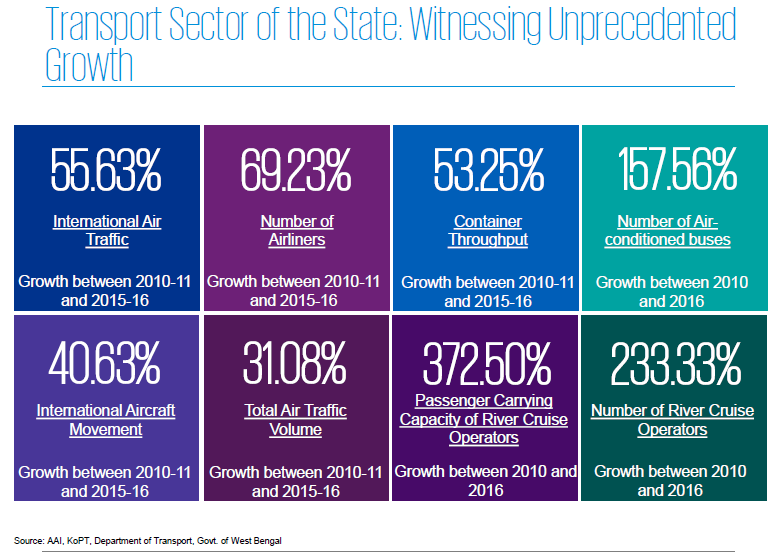 Transport Sector of the State: Witnessing Unprecedented
Growth
55.63%
International Air
Traffic
Growth between 2010-11
and 2015-16
69.23%
Number of
Airliners
Growth between 2010-11
and 2015-16
53.25%
Container
Throughput
Growth between 2010-11
and 2015-16
157.56%
Number of Air-
conditioned buses
Growth between 2010
and 2016
40.63%
International Aircraft
Movement
Growth between 2010-11
and 2015-16
31.08%
Total Air Traffic
Volume
Growth between 2010-11
and 2015-16
372.50%
Passenger Carrying
Capacity of River Cruise
Operators
Growth between 2010 and
2016
233.33%
Number of River Cruise
Operators
Growth between 2010
and 2016
Source: AAI, KoPT, Department of Transport, Govt. of West Bengal